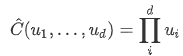 Ĉ(u₁, . . . , u_d) = ∏ᵢᵈ uᵢ